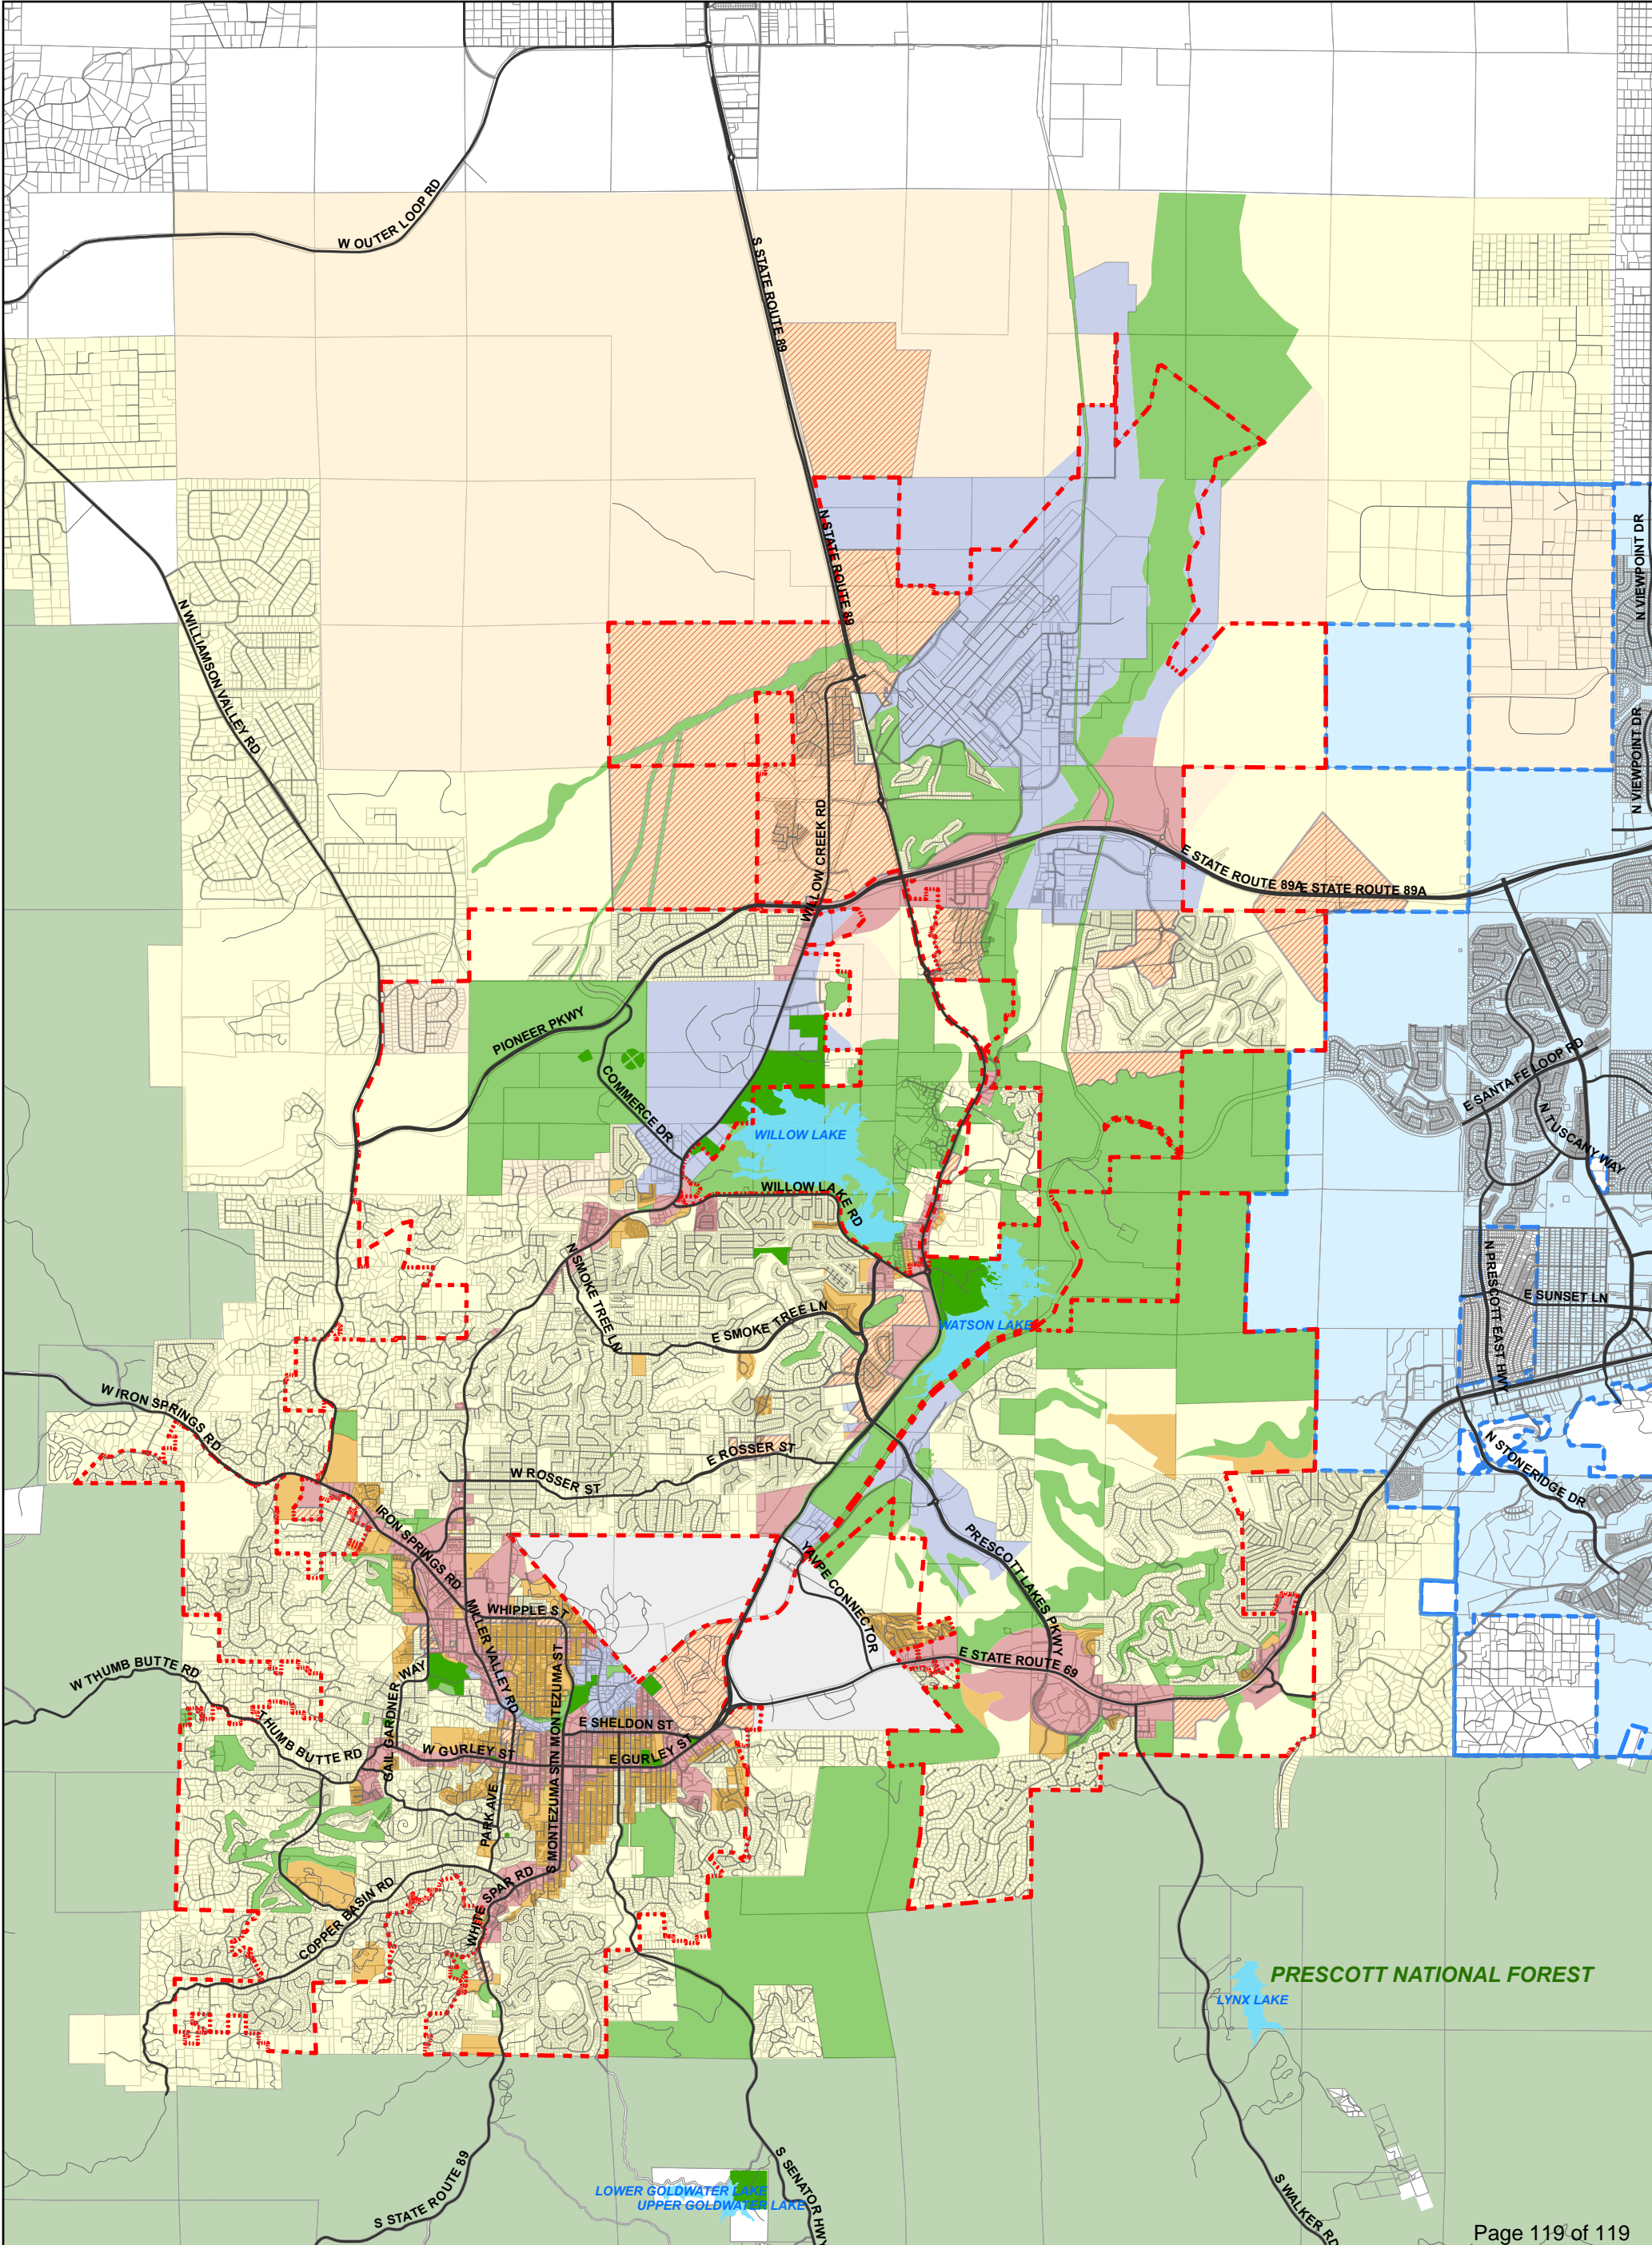 W OUTER LOOP RD
S STATE ROUTE 89
N STATE ROUTE 89
N VIEWPOINT DR
N VIEWPOINT DR
N WILLIAMSON VALLEY RD
WILLOW CREEK RD
E STATE ROUTE 89A
E STATE ROUTE 89A
PIONEER PKWY
COMMERCE DR
WILLOW LAKE
E SANTA FE LOOP RD
N TUSCANY WAY
WILLOW LAKE RD
N SMOKE TREE LN
E SMOKE TREE LN
WATSON LAKE
N PRESCOTT EAST HWY
E SUNSET LN
W IRON SPRINGS RD
W ROSSER ST
E ROSSER ST
N STONERIDGE DR
IRON SPRINGS RD
YAVPE CONNECTOR
PRESCOTT LAKES PKWY
WHIPPLE ST
MILLER VALLEY RD
E STATE ROUTE 69
W THUMB BUTTE RD
THUMB BUTTE RD
GAIL GARDNER WAY
N MONTEZUMA ST
E SHELDON ST
W GURLEY ST
E GURLEY ST
PARK AVE
S MONTEZUMA ST
COPPER BASIN RD
WHITE SPAR RD
PRESCOTT NATIONAL FOREST
LYNX LAKE
S STATE ROUTE 89
LOWER GOLDWATER LAKE
UPPER GOLDWATER LAKE
S SENATOR HWY
S WALKER RD
Page 119 of 119